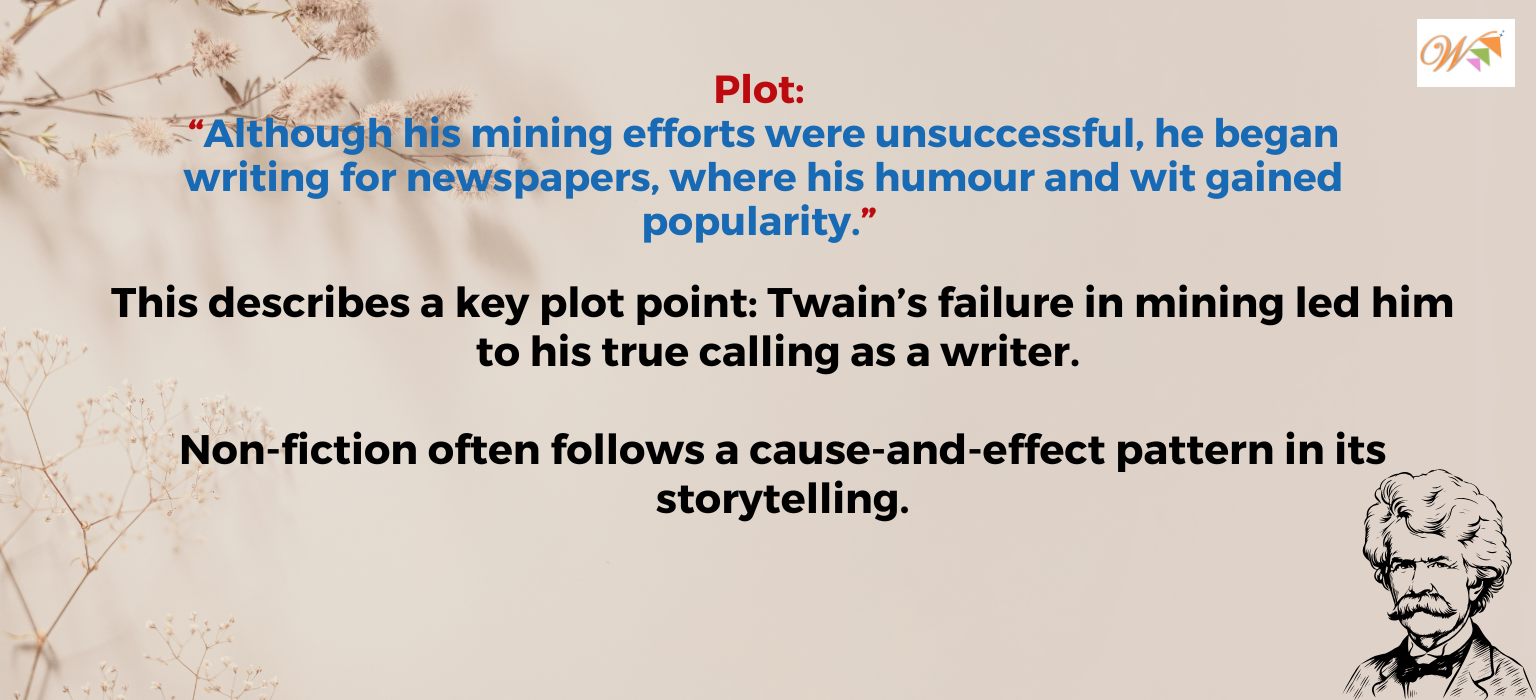 Plot:
“Although his mining efforts were unsuccessful, he began
writing for newspapers, where his humour and wit gained
popularity.”
This describes a key plot point: Twain’s failure in mining led him
to his true calling as a writer.
Non-fiction often follows a cause-and-effect pattern in its
storytelling.
W